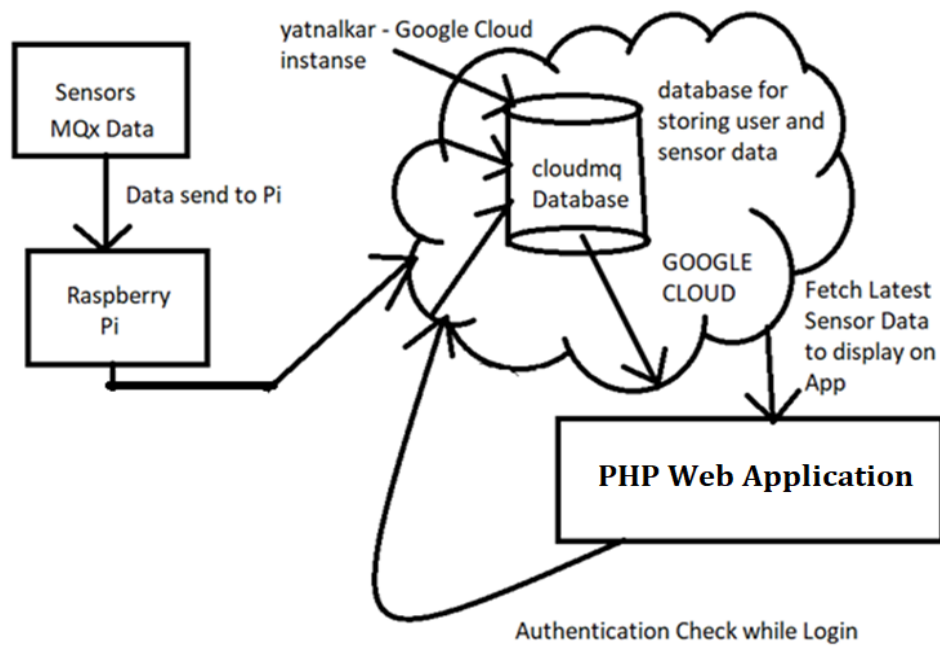 yatnalkar - Google Cloud
instanse
Sensors
MQx Data
database for
storing user and
sensor data
cloudmq
Database
Data send to Pi
Raspberry
Pi
GOOGLE
CLOUD
Fetch Latest
Sensor Data
to display on
App
PHP Web Application
Authentication Check while Login